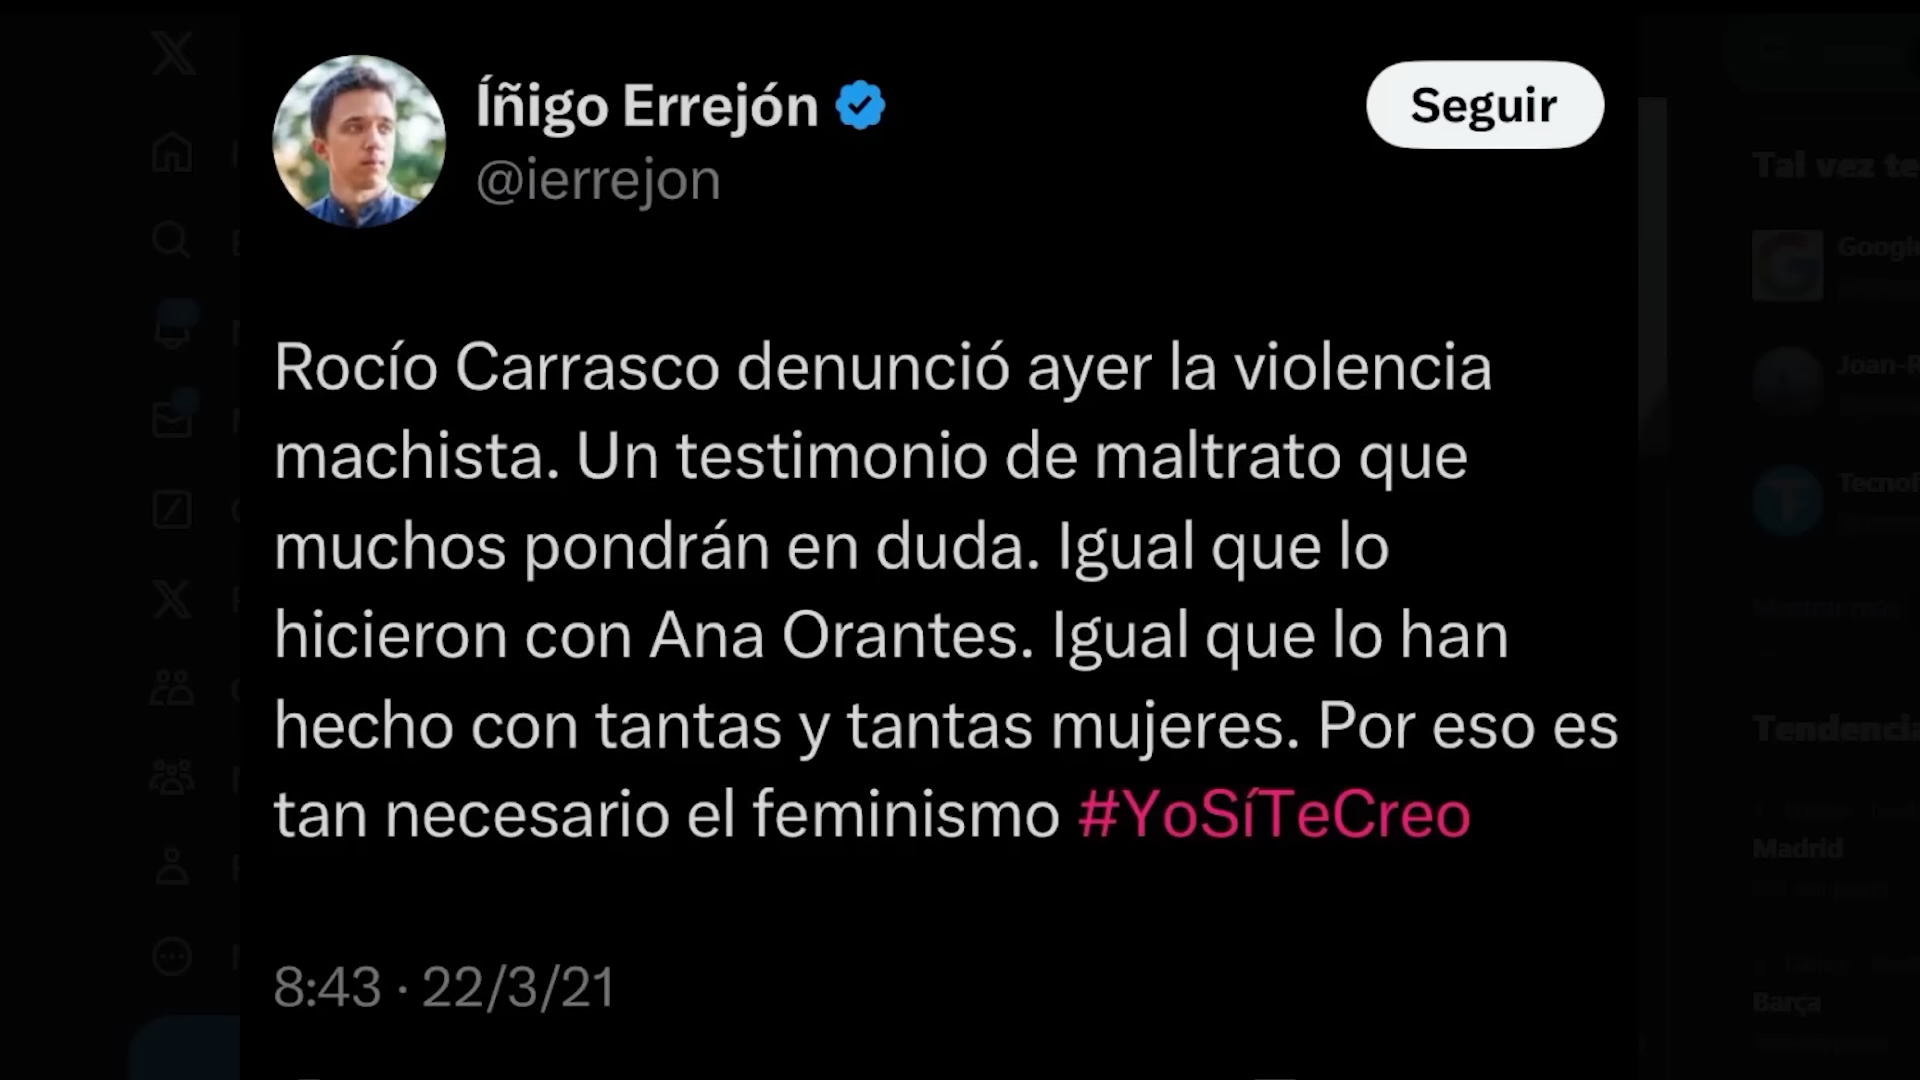 Íñigo Errejón
@ierrejon
Seguir
Rocío Carrasco denunció ayer la violencia
machista. Un testimonio de maltrato que
muchos pondrán en duda. Igual que lo
hicieron con Ana Orantes. Igual que lo han
hecho con tantas y tantas mujeres. Por eso es
tan necesario el feminismo #YoSíTeCreo
8:43 · 22/3/21
Tal vez te
Google
Joan-R
Tecnof
Tendencia
Madrid
Barça